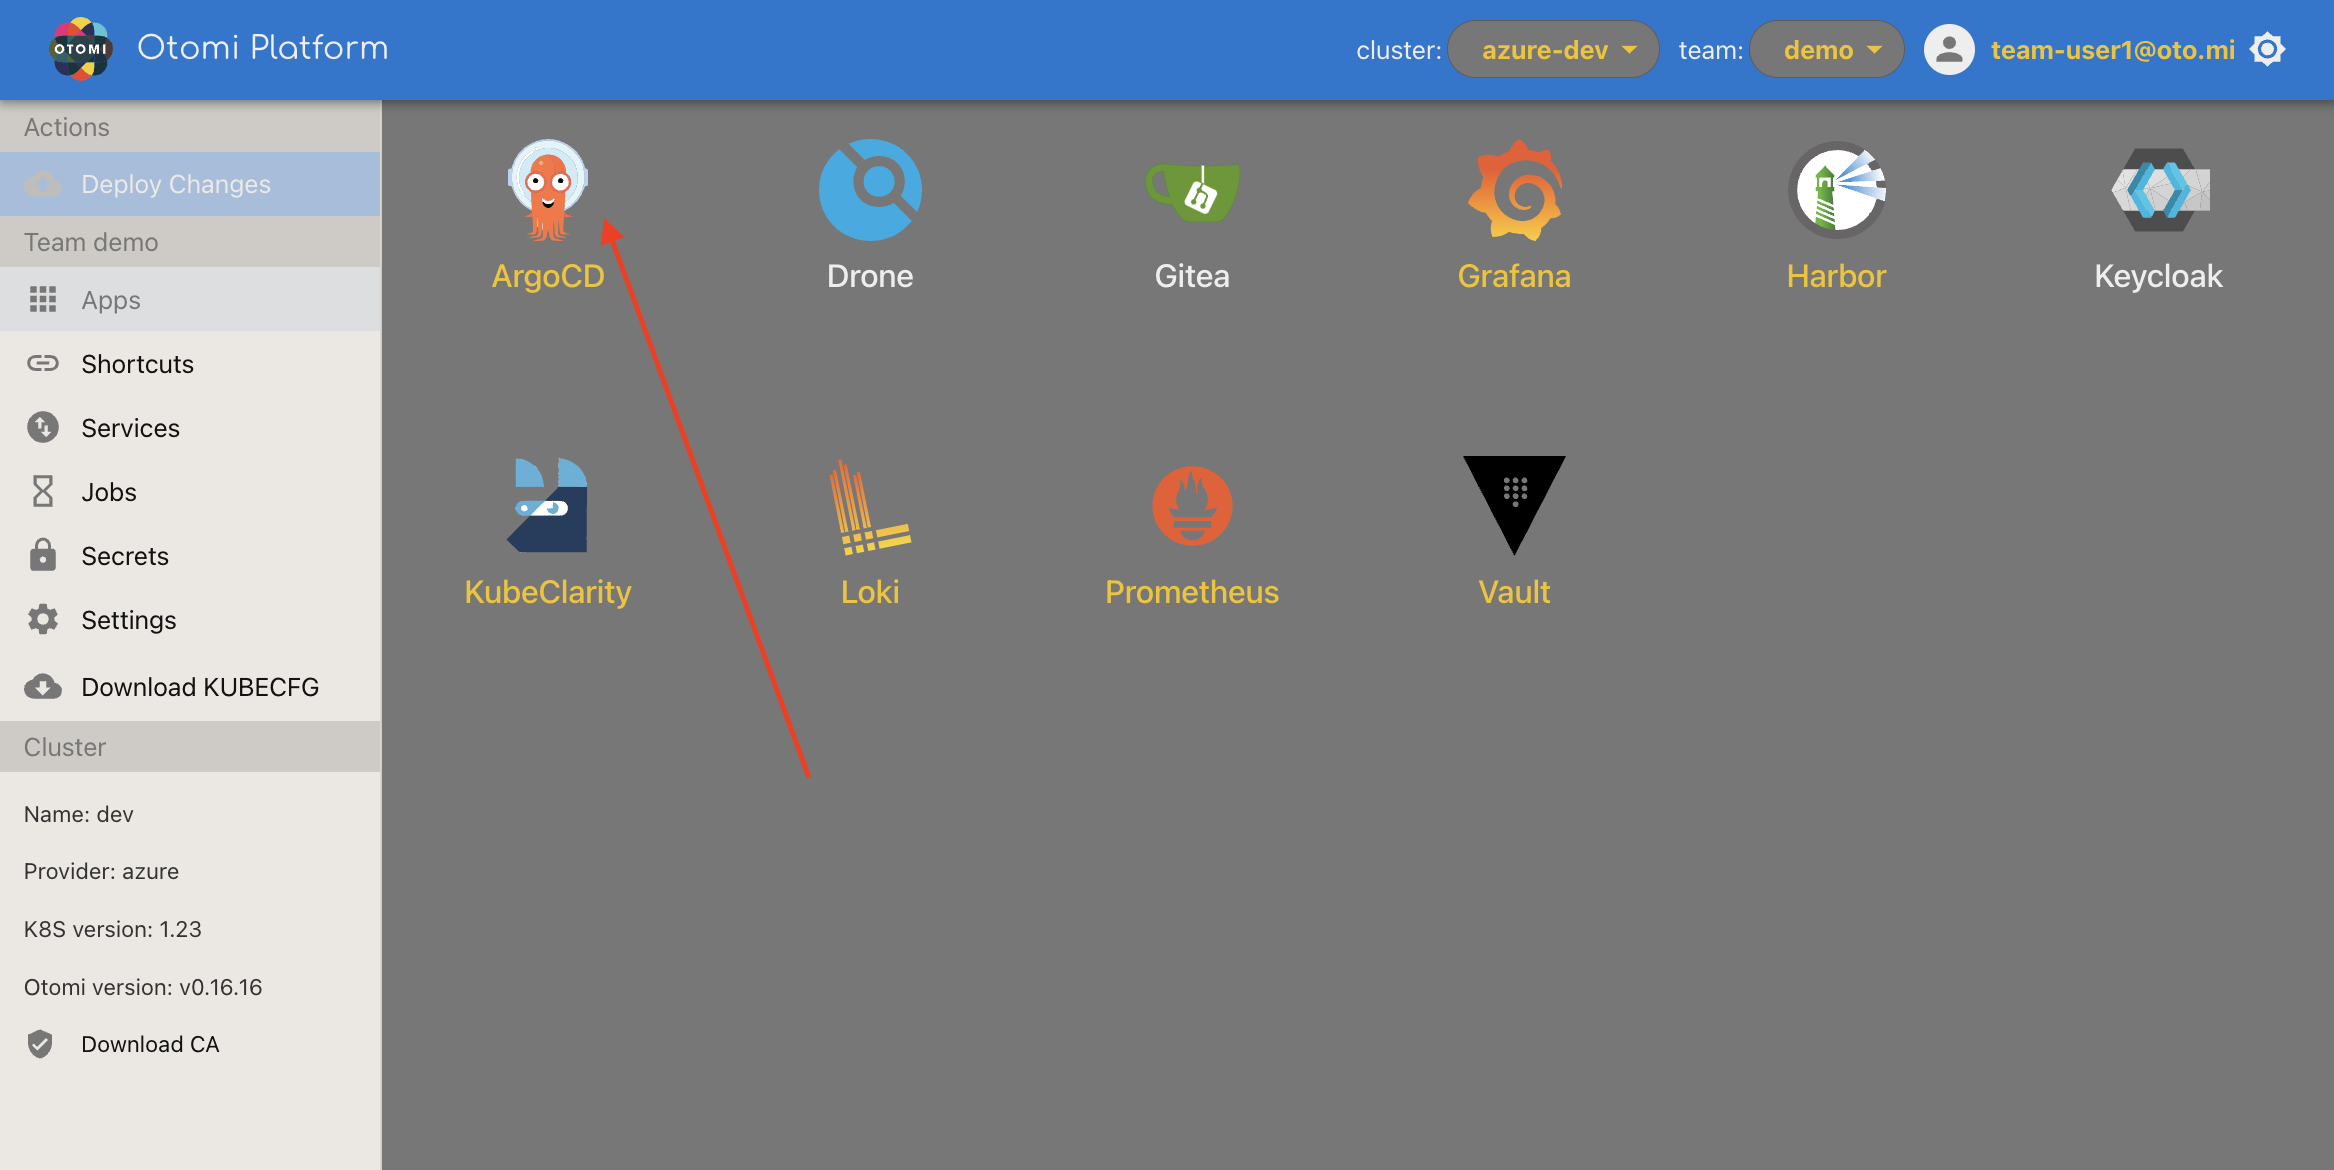 OTOMI
Otomi Platform
cluster: azure-dev team: demo team-user1@oto.mi
Actions
Deploy Changes
Team demo
Apps
Shortcuts
Services
Jobs
Secrets
Settings
Download KUBECFG
Cluster
Name: dev
Provider: azure
K8S version: 1.23
Otomi version: v0.16.16
Download CA
ArgoCD
Drone
Gitea
Grafana
Harbor
Keycloak
KubeClarity
Loki
Prometheus
Vault